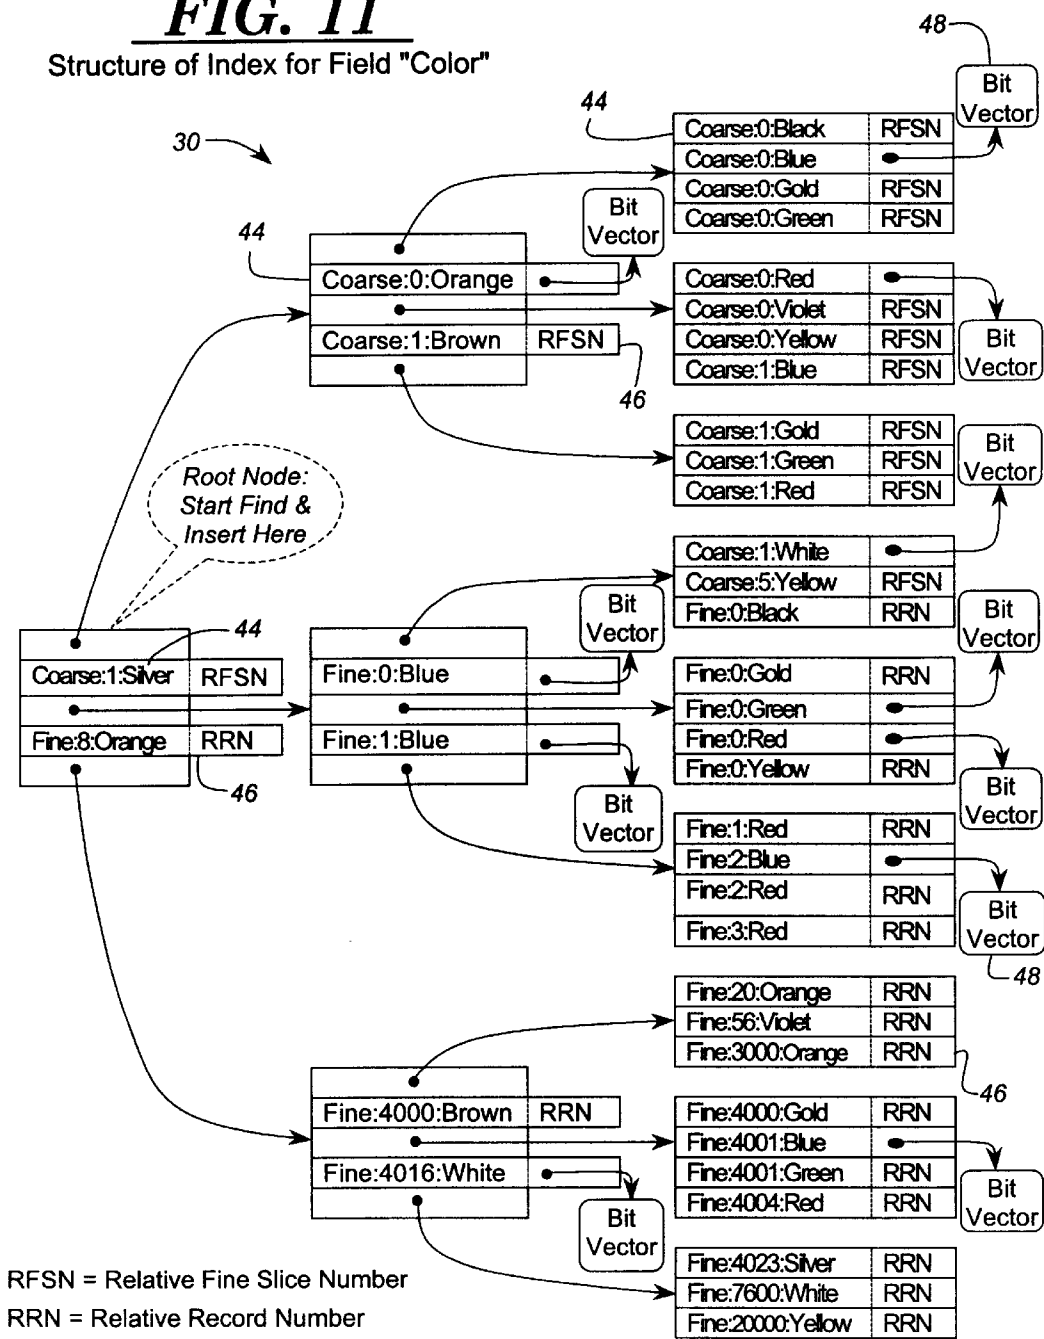 FIG. 11
Structure of Index for Field "Color"
30
48
Bit
Vector
44
Coarse:0:Black RFSN
Coarse:0:Blue
Coarse:0:Gold RFSN
Coarse:0:Green RFSN
Bit
Vector
44
Coarse:0:Orange
Coarse:1:Brown RFSN
46
Coarse:0:Red
Coarse:0:Violet RFSN
Coarse:0:Yellow RFSN
Coarse:1:Blue RFSN
Bit
Vector
Coarse:1:Gold RFSN
Coarse:1:Green RFSN
Coarse:1:Red RFSN
Bit
Vector
Root Node:
Start Find &
Insert Here
Coarse:1:White
Coarse:5:Yellow RFSN
Fine:0:Black RRN
Bit
Vector
Bit
Vector
44
Coarse:1:Silver RFSN
Fine:8:Orange RRN
46
Fine:0:Blue
Fine:1:Blue
Bit
Vector
Fine:0:Gold RRN
Fine:0:Green
Fine:0:Red
Fine:0:Yellow RRN
Bit
Vector
Fine:1:Red RRN
Fine:2:Blue
Fine:2:Red RRN
Fine:3:Red RRN
Bit
Vector
48
Fine:20:Orange RRN
Fine:56:Violet RRN
Fine:3000:Orange RRN
46
Fine:4000:Brown RRN
Fine:4016:White
Bit
Vector
Fine:4000:Gold RRN
Fine:4001:Blue
Fine:4001:Green RRN
Fine:4004:Red RRN
Bit
Vector
Fine:4023:Silver RRN
Fine:7600:White RRN
Fine:20000:Yellow RRN
RFSN = Relative Fine Slice Number
RRN = Relative Record Number